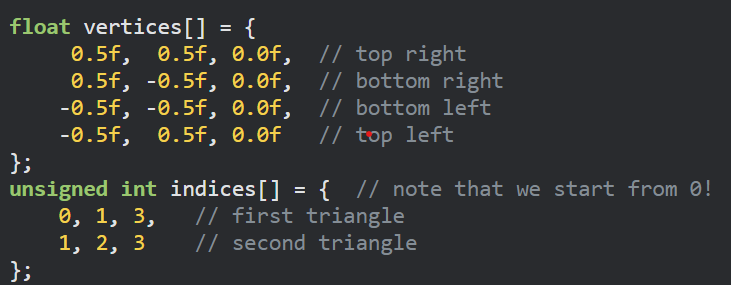 float vertices[] = {
     0.5f,  0.5f, 0.0f,  // top right
     0.5f, -0.5f, 0.0f,  // bottom right
    -0.5f, -0.5f, 0.0f,  // bottom left
    -0.5f,  0.5f, 0.0f   // top left
};
unsigned int indices[] = {  // note that we start from 0!
    0, 1, 3,   // first triangle
    1, 2, 3    // second triangle
};